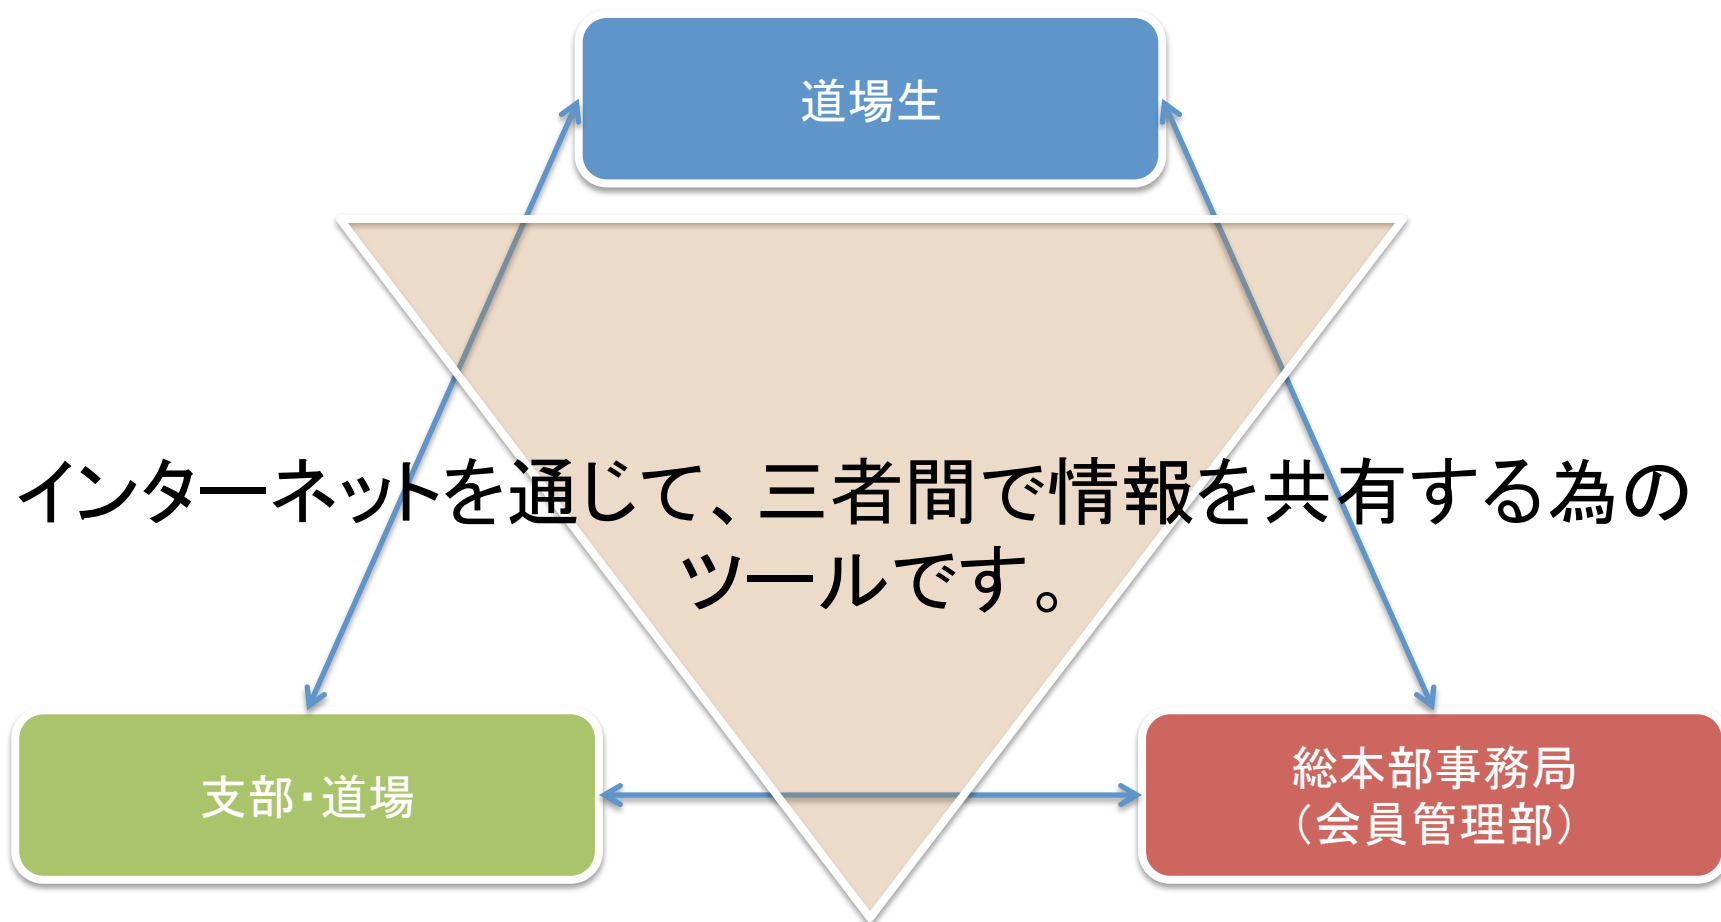 道場生
インターネットを通じて、三者間で情報を共有する為の
ツールです。
支部・道場
総本部事務局
（会員管理部）